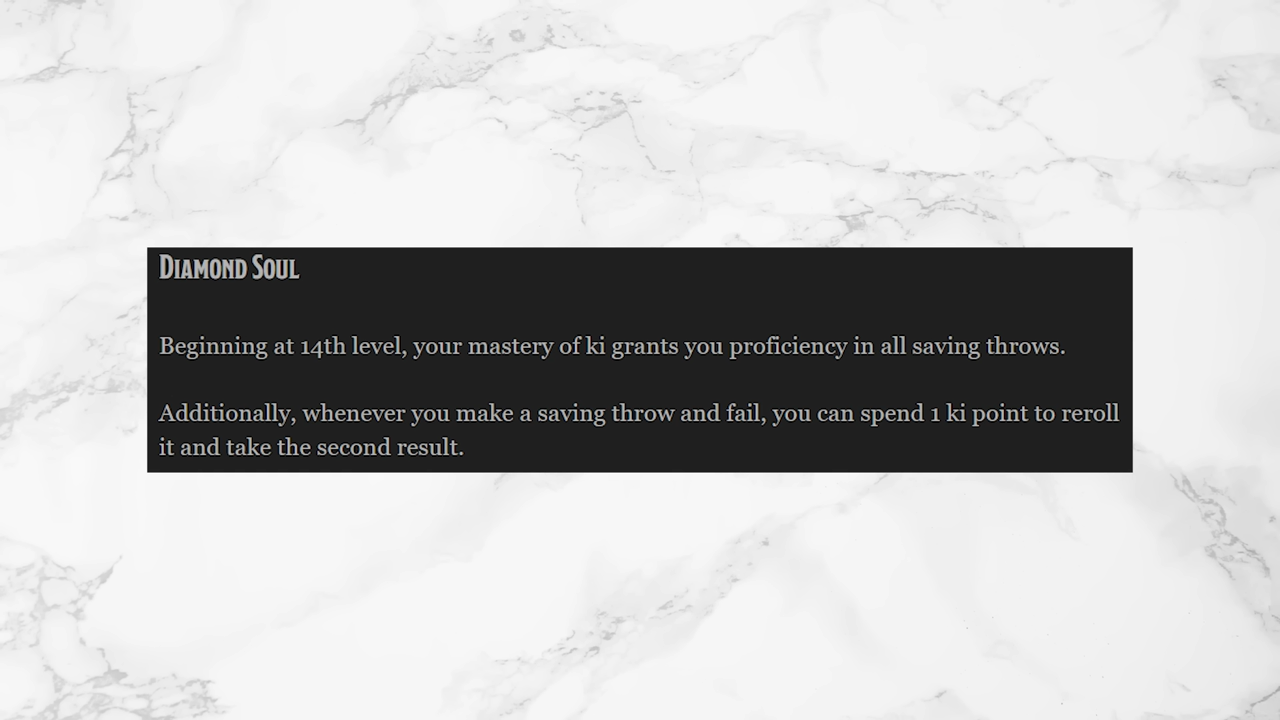 Diamond Soul
Beginning at 14th level, your mastery of ki grants you proficiency in all saving throws.
Additionally, whenever you make a saving throw and fail, you can spend 1 ki point to reroll
it and take the second result.